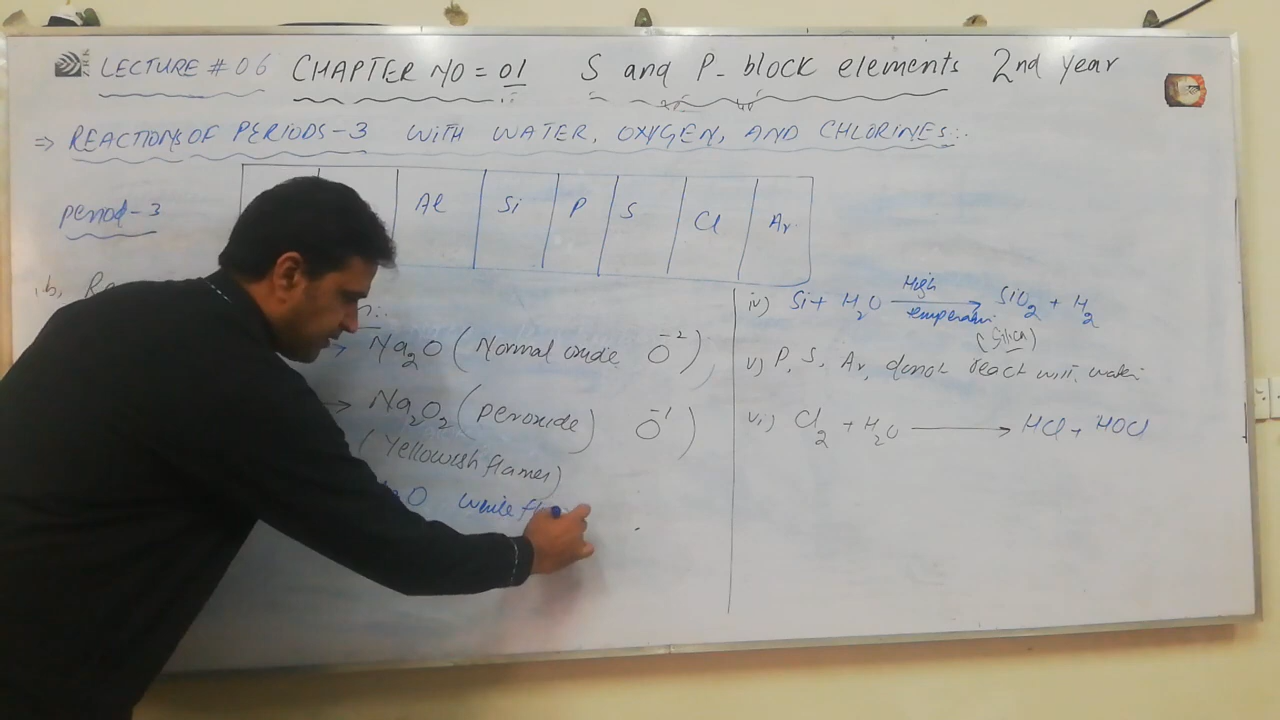 LECTURE # 06 CHAPTER NO = 01 S and P- block elements 2nd year
⇒ REACTIONS OF PERIODS-3 WITH WATER, OXYGEN, AND CHLORINES:.
Period-3
Al Si P S Cl Ar
b,
→ Na₂O (Normal oxide O⁻²)
→ Na₂O₂ (peroxide) O⁻¹)
(Yellowish flames)
O white
iv) Si + H₂O High temperatur → SiO₂ + H₂
(Silica)
v) P, S, Ar, donot react with water
vi) Cl₂ + H₂O → HCl + HOCl